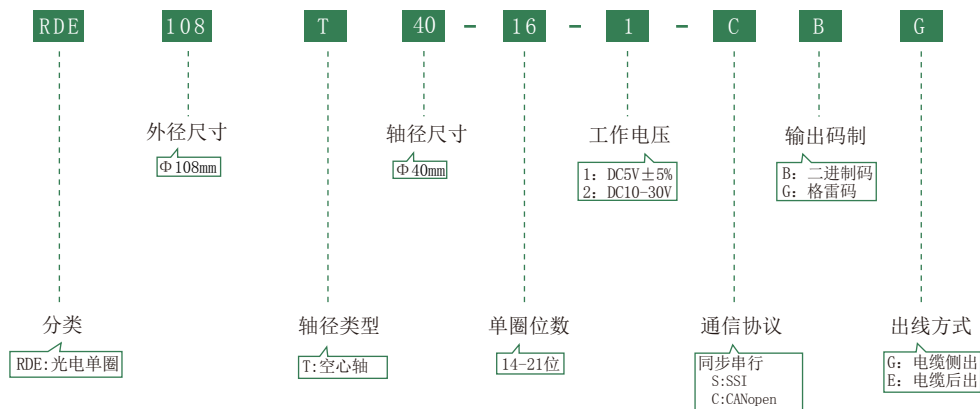 RDE 108 T 40 - 16 - 1 - C B G
外径尺寸
Φ108mm
轴径尺寸
Φ40mm
工作电压
1: DC5V±5%
2: DC10-30V
输出码制
B: 二进制码
G: 格雷码
分类
RDE:光电单圈
轴径类型
T:空心轴
单圈位数
14-21位
通信协议
同步串行
S:SSI
C:CANopen
出线方式
G: 电缆侧出
E: 电缆后出